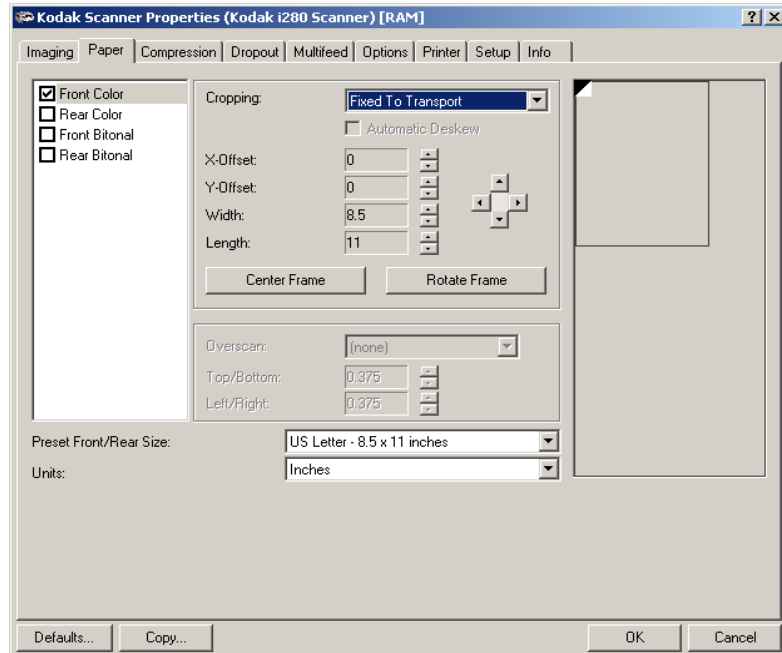 Kodak Scanner Properties (Kodak i280 Scanner) [RAM]
Imaging Paper Compression Dropout Multifeed Options Printer Setup Info
Front Color
Rear Color
Front Bitonal
Rear Bitonal
Cropping: Fixed To Transport
Automatic Deskew
X-Offset: 0
Y-Offset: 0
Width: 8.5
Length: 11
Center Frame Rotate Frame
Overscan: (none)
Top/Bottom: 0.375
Left/Right: 0.375
Preset Front/Rear Size: US Letter - 8.5 x 11 inches
Units: Inches
Defaults... Copy... OK Cancel